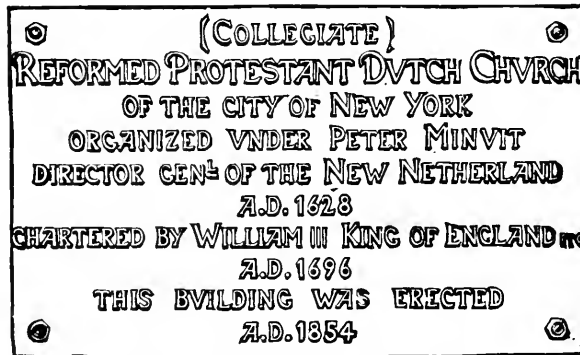 (COLLEGIATE)
REFORMED PROTESTANT DVTCH CHVRCH
OF THE CITY OF NEW YORK
ORGANIZED VNDER PETER MINVIT
DIRECTOR GENL OF THE NEW NETHERLAND
A.D. 1628
CHARTERED BY WILLIAM III KING OF ENGLAND ETC
A.D. 1696
THIS BVILDING WAS ERECTED
A.D. 1854